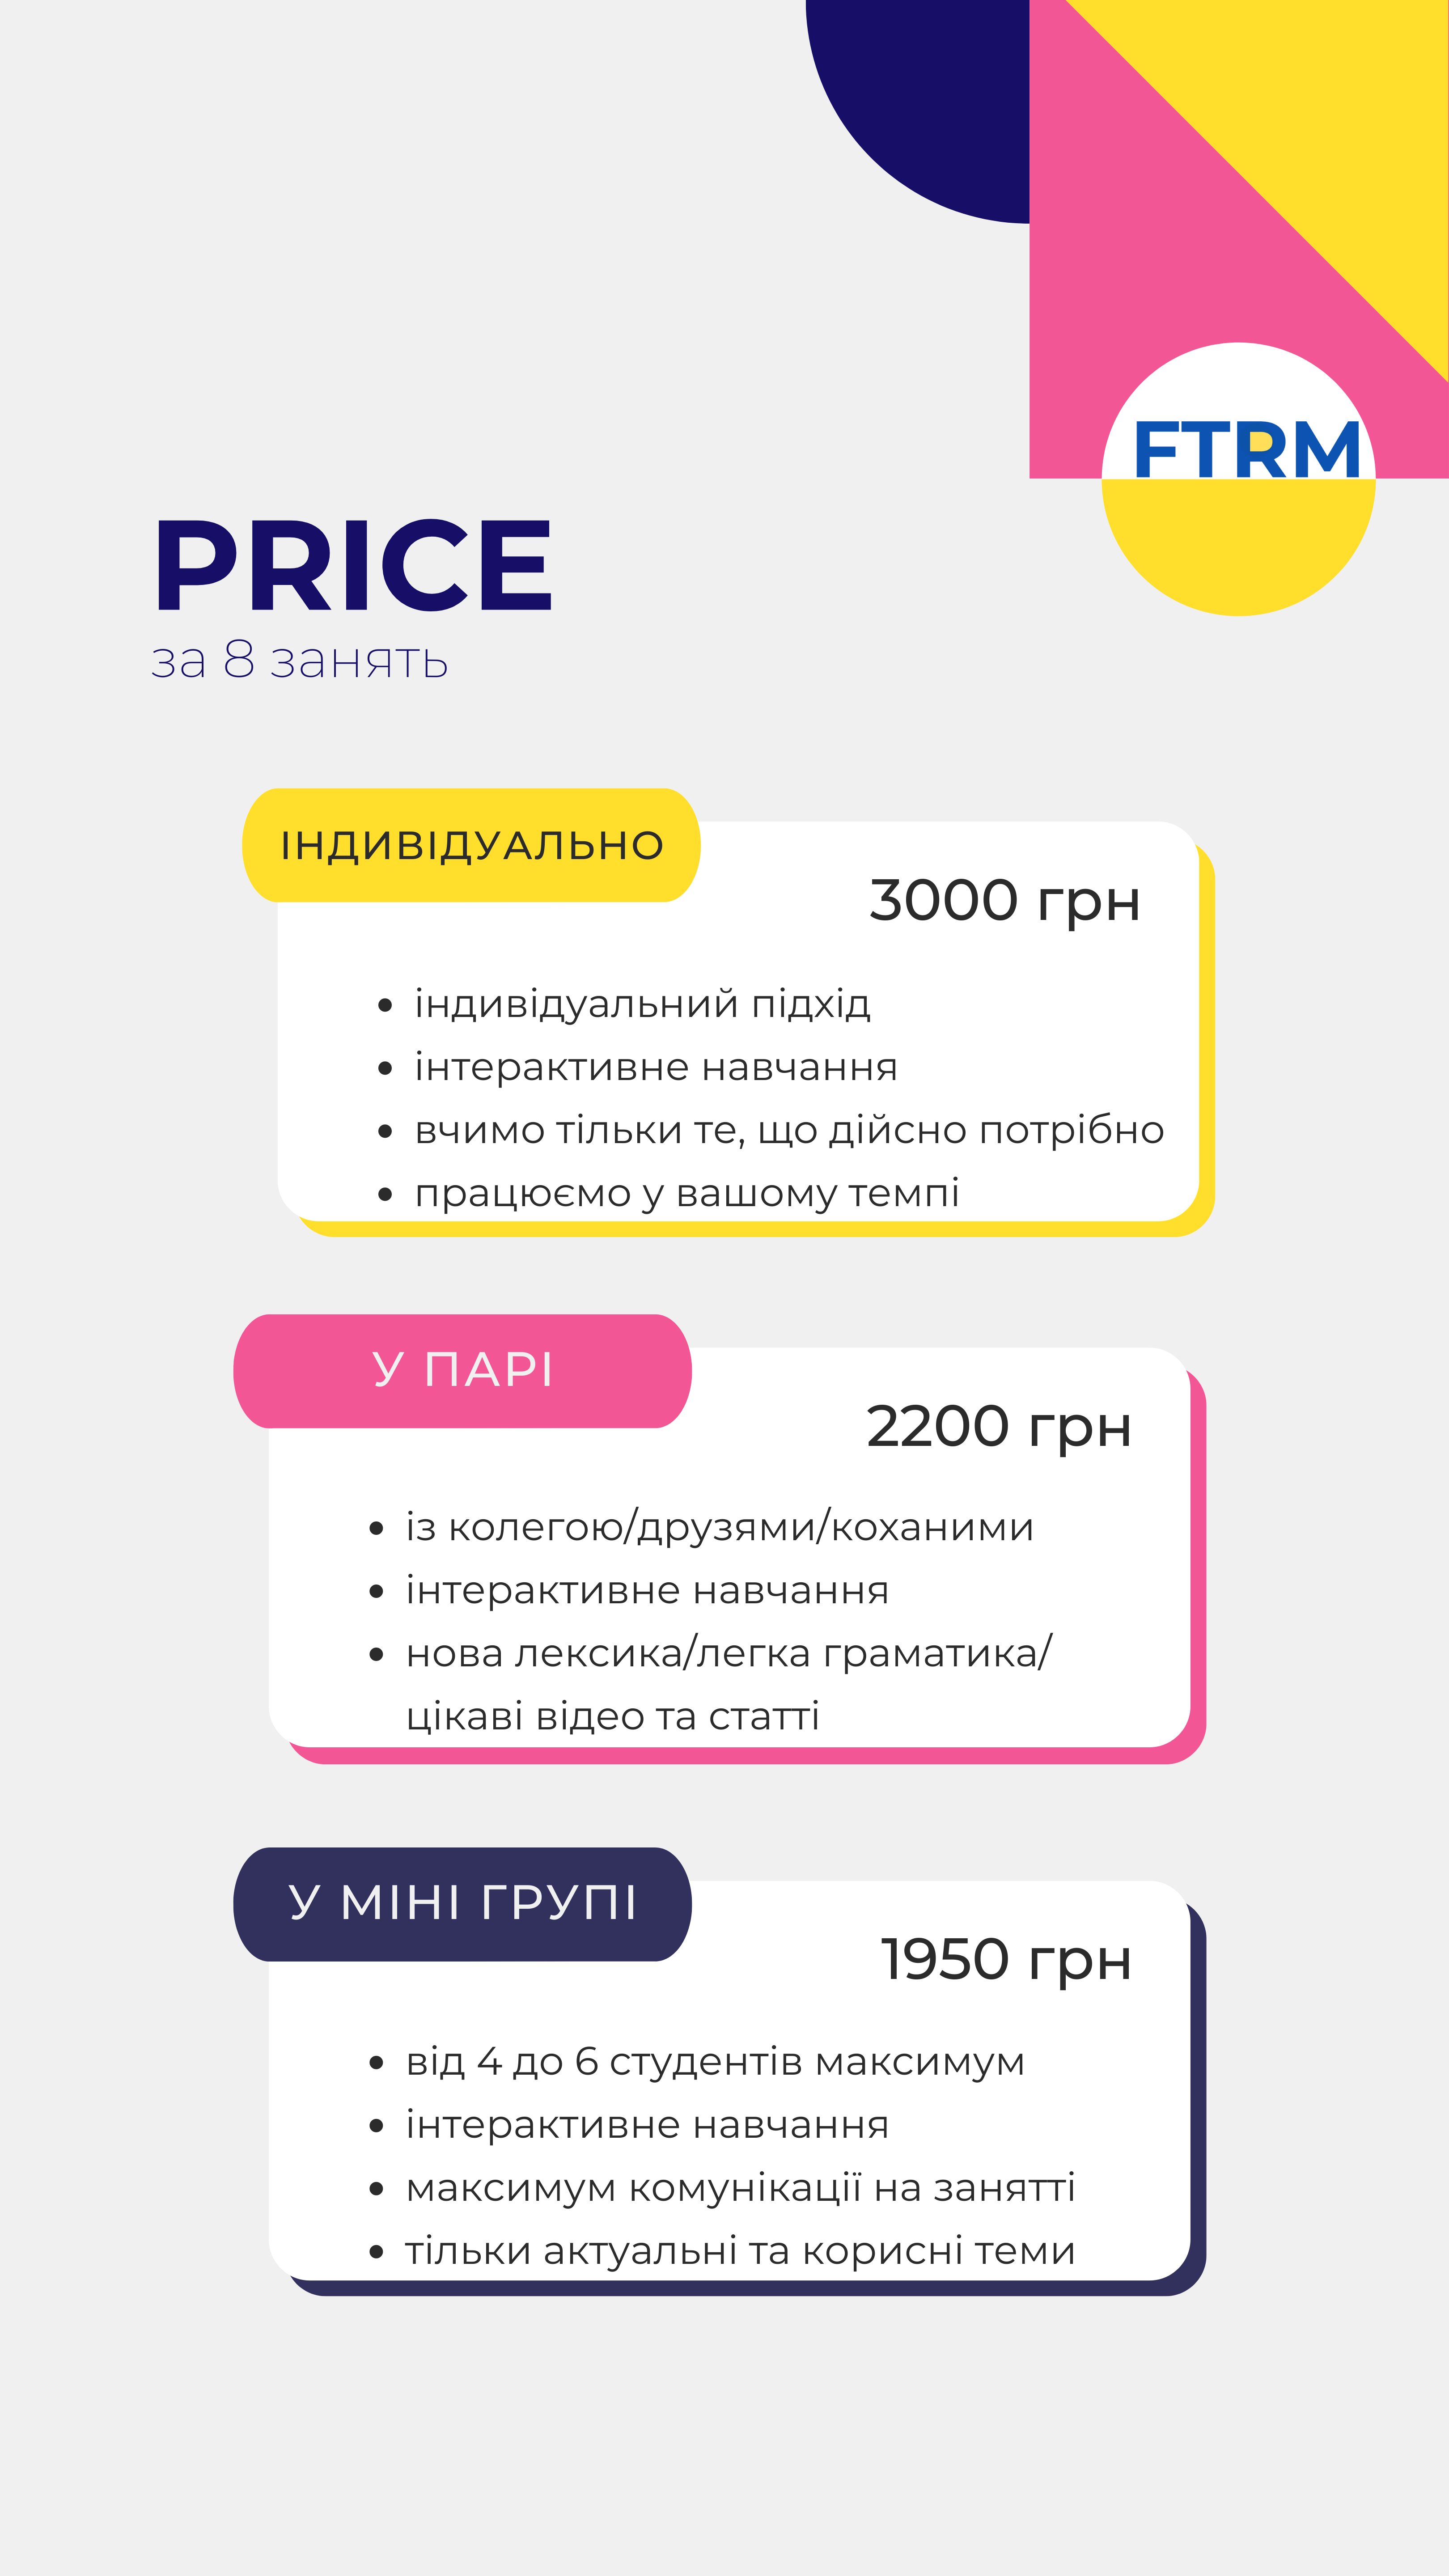 FTRM
PRICE
за 8 занять
ІНДИВІДУАЛЬНО
3000 грн
• індивідуальний підхід
• інтерактивне навчання
• вчимо тільки те, що дійсно потрібно
• працюємо у вашому темпі
У ПАРІ
2200 грн
• із колегою/друзями/коханими
• інтерактивне навчання
• нова лексика/легка граматика/
цікаві відео та статті
У МІНІ ГРУПІ
1950 грн
• від 4 до 6 студентів максимум
• інтерактивне навчання
• максимум комунікації на занятті
• тільки актуальні та корисні теми